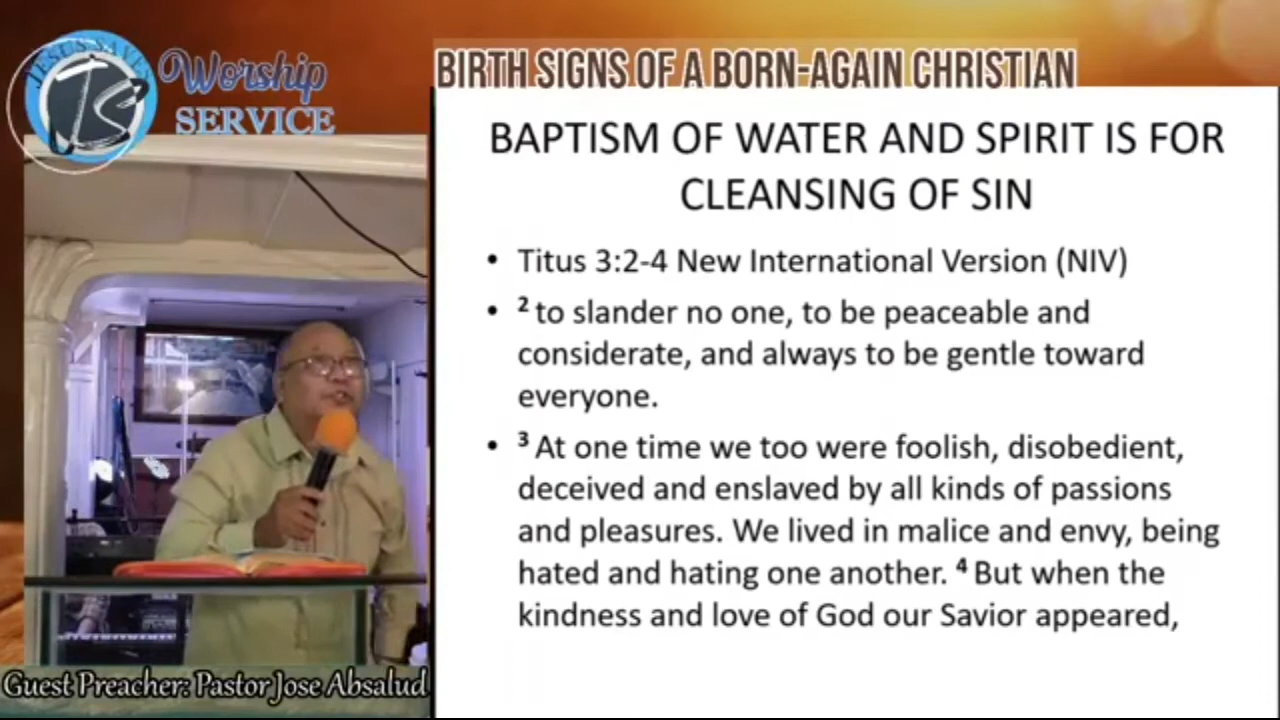 JESUS SAVES
JS
Worship
SERVICE
BIRTH SIGNS OF A BORN-AGAIN CHRISTIAN
BAPTISM OF WATER AND SPIRIT IS FOR
CLEANSING OF SIN
• Titus 3:2-4 New International Version (NIV)
• 2 to slander no one, to be peaceable and
considerate, and always to be gentle toward
everyone.
• 3 At one time we too were foolish, disobedient,
deceived and enslaved by all kinds of passions
and pleasures. We lived in malice and envy, being
hated and hating one another. 4 But when the
kindness and love of God our Savior appeared,
Guest Preacher: Pastor Jose Absalud